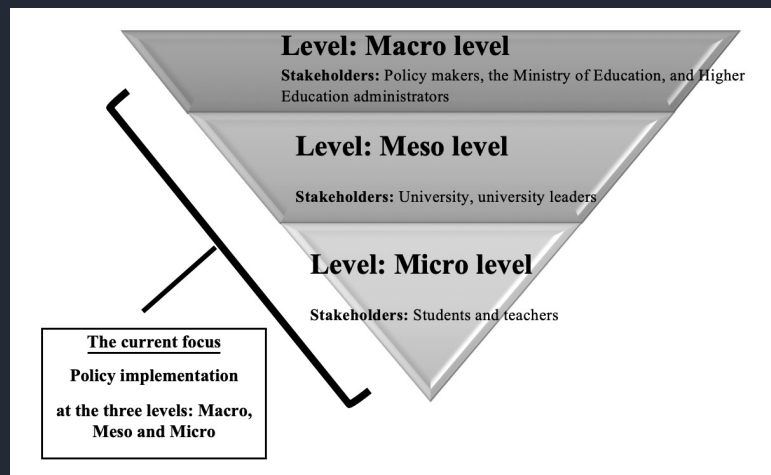 Level: Macro level
Stakeholders: Policy makers, the Ministry of Education, and Higher
Education administrators
Level: Meso level
Stakeholders: University, university leaders
Level: Micro level
Stakeholders: Students and teachers
The current focus
Policy implementation
at the three levels: Macro,
Meso and Micro